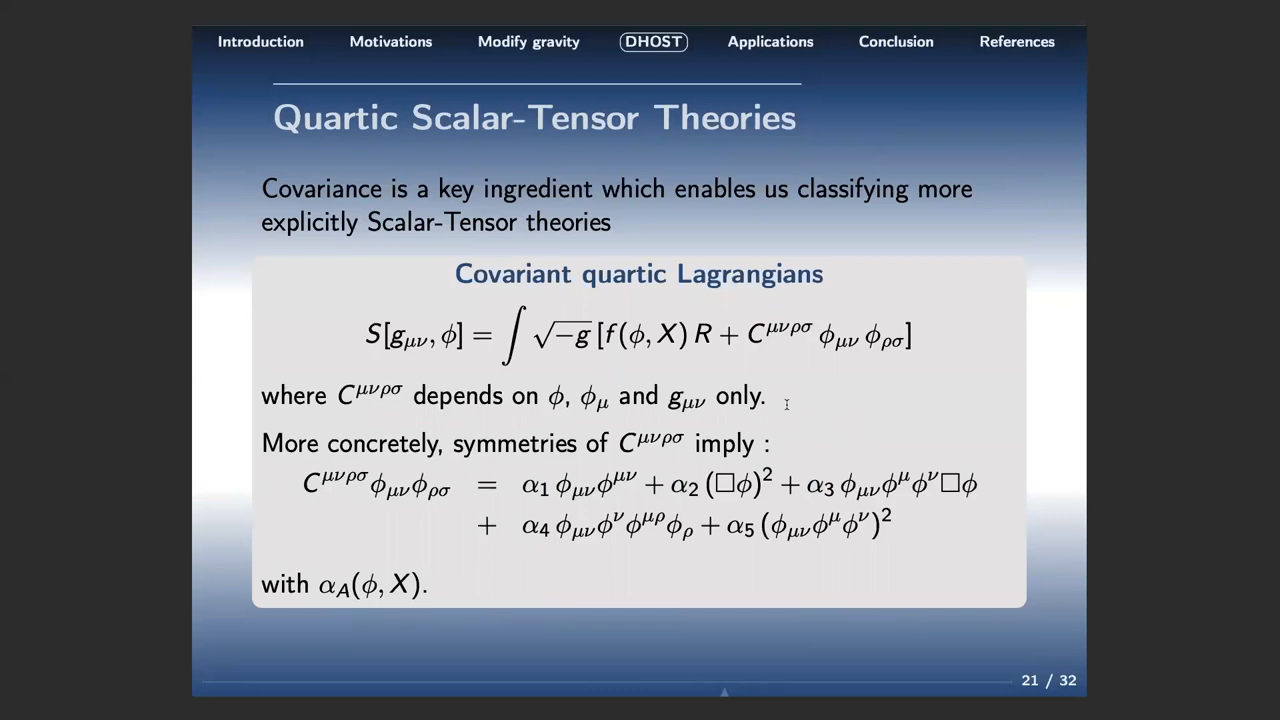 Introduction Motivations Modify gravity DHOST Applications Conclusion References
Quartic Scalar-Tensor Theories
Covariance is a key ingredient which enables us classifying more
explicitly Scalar-Tensor theories
Covariant quartic Lagrangians
S[g_{μν}, ϕ] = ∫ √−g [f(ϕ, X) R + C^{μνρσ} ϕ_{μν} ϕ_{ρσ}]
where C^{μνρσ} depends on ϕ, ϕ_μ and g_{μν} only.
More concretely, symmetries of C^{μνρσ} imply :
C^{μνρσ}ϕ_{μν}ϕ_{ρσ} = α_1 ϕ_{μν}ϕ^{μν} + α_2 (□ϕ)^2 + α_3 ϕ_{μν}ϕ^μϕ^ν□ϕ
+ α_4 ϕ_{μν}ϕ^νϕ^{μρ}ϕ_ρ + α_5 (ϕ_{μν}ϕ^μϕ^ν)^2
with α_A(ϕ, X).
21 / 32